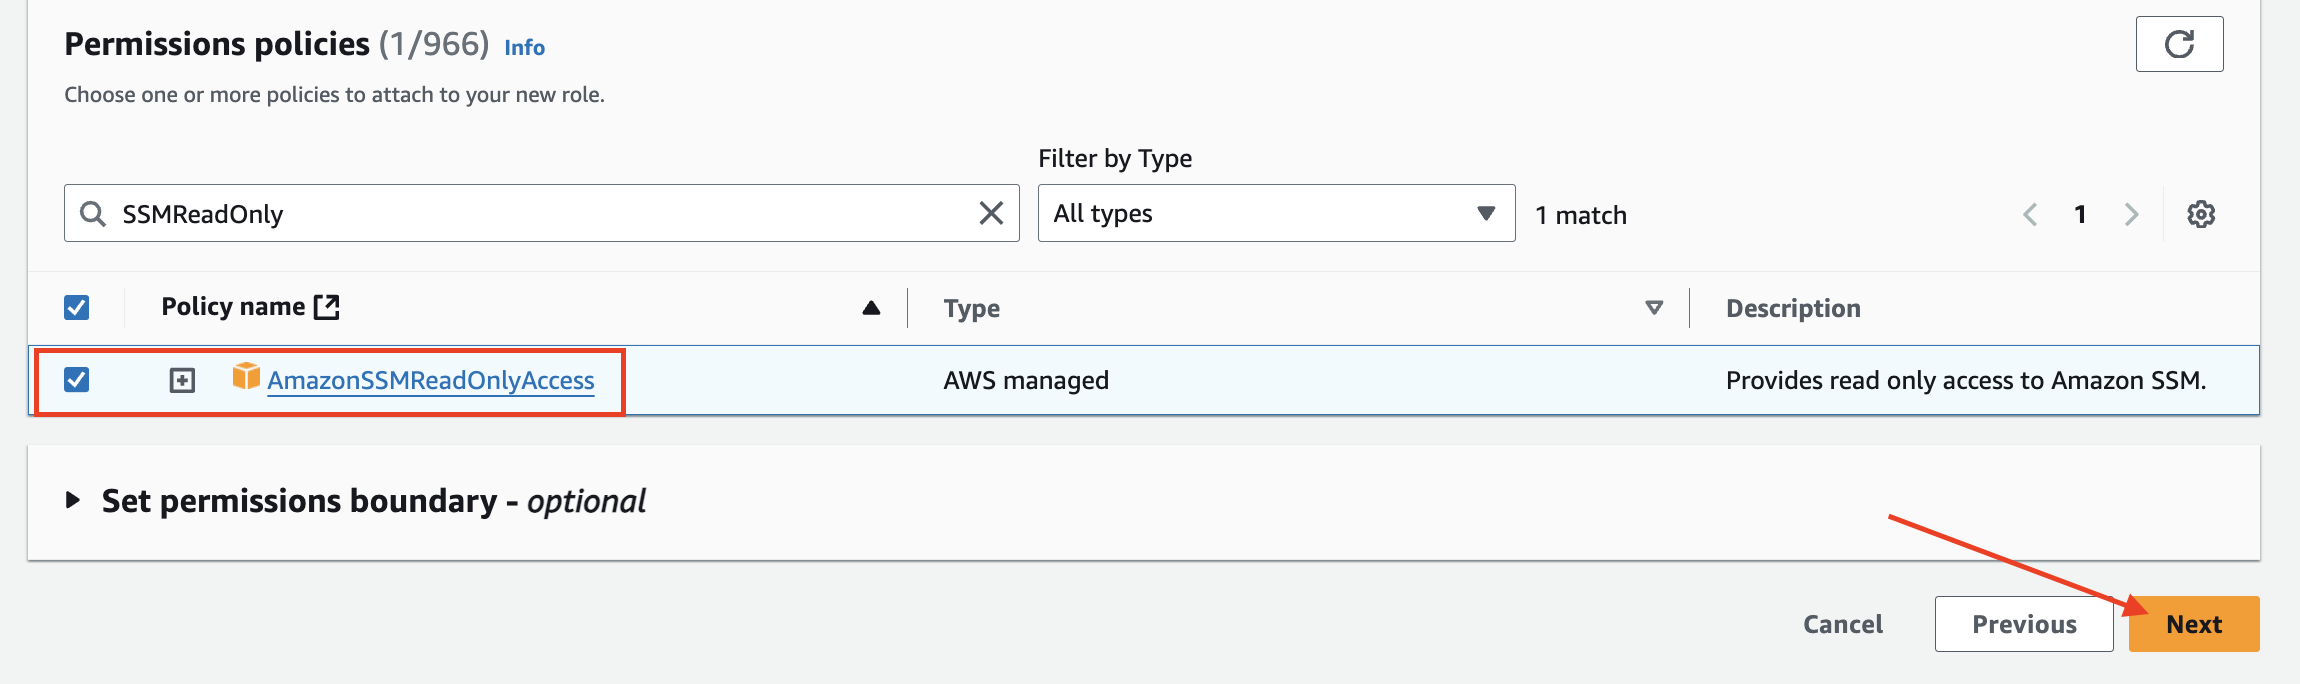 Permissions policies (1/966) Info
Choose one or more policies to attach to your new role.
Filter by Type
SSMReadOnly All types 1 match 1
Policy name Type Description
AmazonSSMReadOnlyAccess AWS managed Provides read only access to Amazon SSM.
Set permissions boundary - optional
Cancel Previous Next